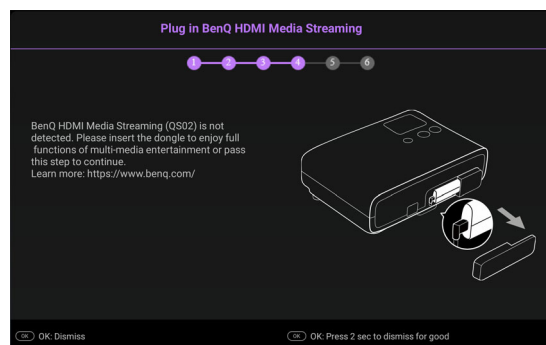 Plug in BenQ HDMI Media Streaming
1 2 3 4 5 6
BenQ HDMI Media Streaming (QS02) is not
detected. Please insert the dongle to enjoy full
functions of multi-media entertainment or pass
this step to continue.
Learn more: https://www.benq.com/
OK OK: Dismiss
OK OK: Press 2 sec to dismiss for good